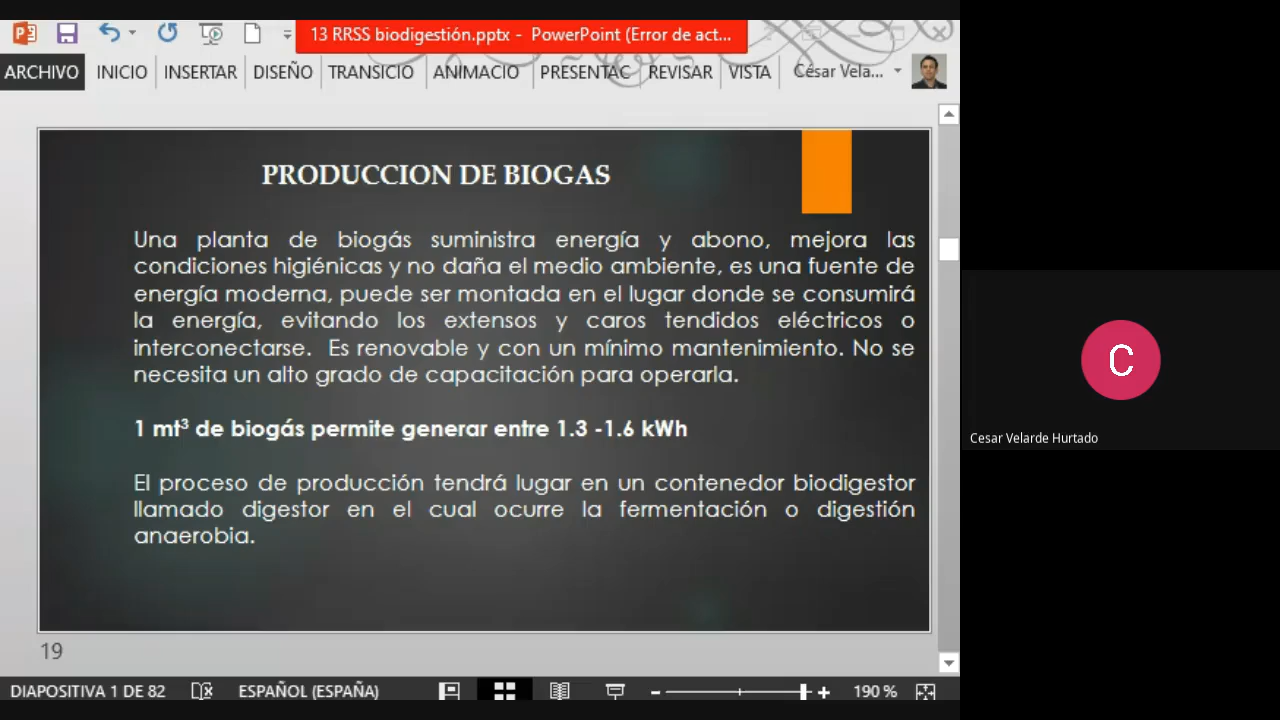 13 RRSS biodigestión.pptx - PowerPoint (Error de act...
ARCHIVO INICIO INSERTAR DISEÑO TRANSICIO ANIMACIO PRESENTAC REVISAR VISTA César Vela...
PRODUCCION DE BIOGAS
Una planta de biogás suministra energía y abono, mejora las
condiciones higiénicas y no daña el medio ambiente, es una fuente de
energía moderna, puede ser montada en el lugar donde se consumirá
la energía, evitando los extensos y caros tendidos eléctricos o
interconectarse. Es renovable y con un mínimo mantenimiento. No se
necesita un alto grado de capacitación para operarla.
1 mt³ de biogás permite generar entre 1.3 -1.6 kWh
El proceso de producción tendrá lugar en un contenedor biodigestor
llamado digestor en el cual ocurre la fermentación o digestión
anaerobia.
19
DIAPOSITIVA 1 DE 82 ESPAÑOL (ESPAÑA) 190 %
C
Cesar Velarde Hurtado